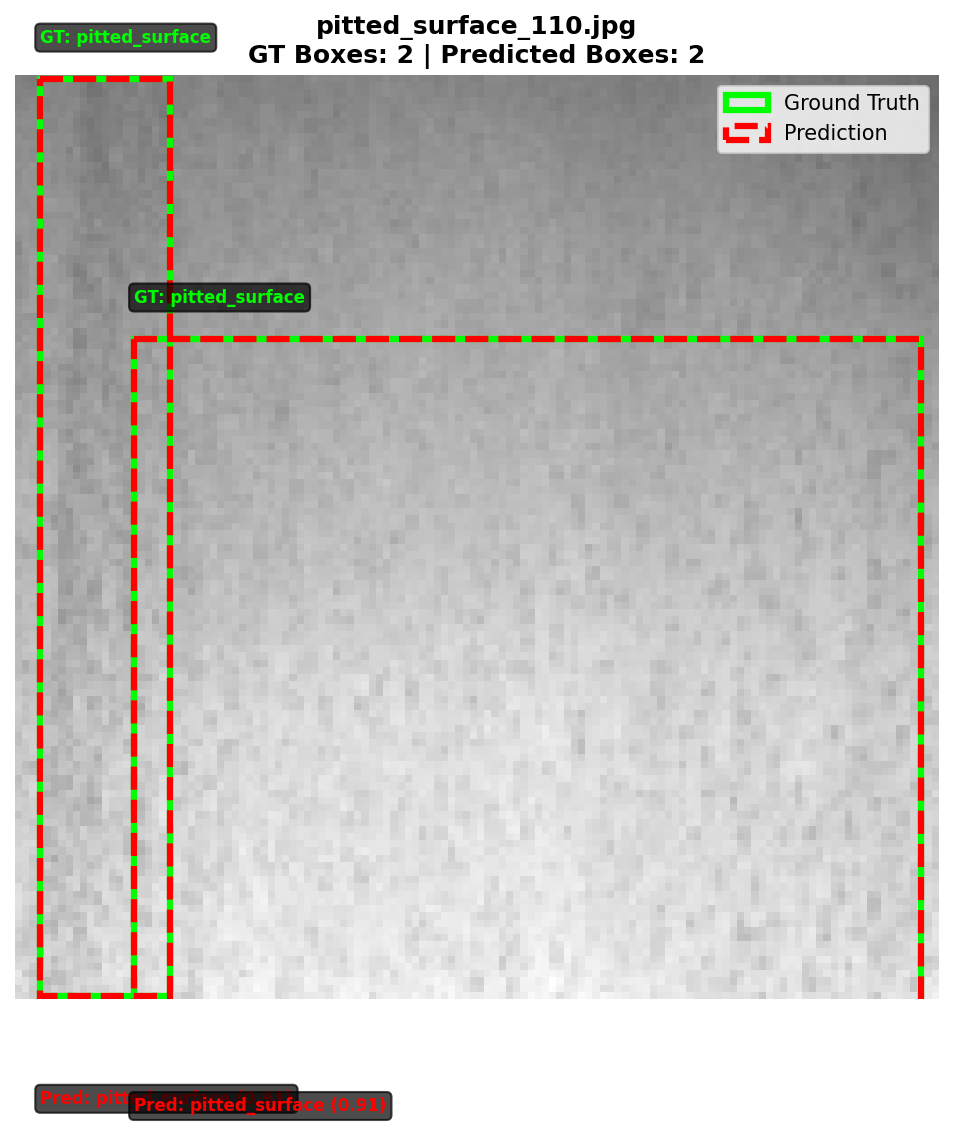 pitted_surface_110.jpg
GT Boxes: 2 | Predicted Boxes: 2
GT: pitted_surface
Ground Truth
Prediction
GT: pitted_surface
Pred:
Pred: pitted_surface (0.91)